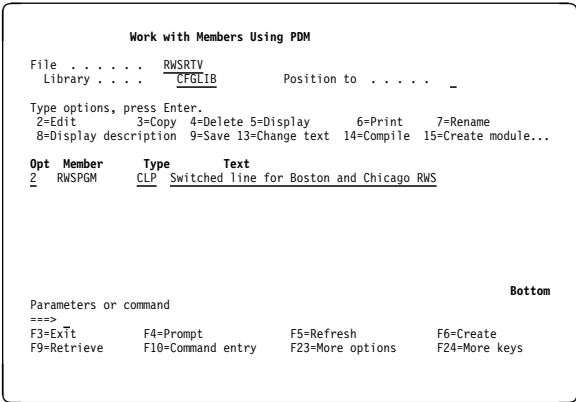 Work with Members Using PDM
File . . . . . . RWSRTV
Library . . . . CFGLIB Position to . . . . . _
Type options, press Enter.
2=Edit 3=Copy 4=Delete 5=Display 6=Print 7=Rename
8=Display description 9=Save 13=Change text 14=Compile 15=Create module...
Opt Member Type Text
2 RWSPGM CLP Switched line for Boston and Chicago RWS
Bottom
Parameters or command
===> _
F3=Exit F4=Prompt F5=Refresh F6=Create
F9=Retrieve F10=Command entry F23=More options F24=More keys